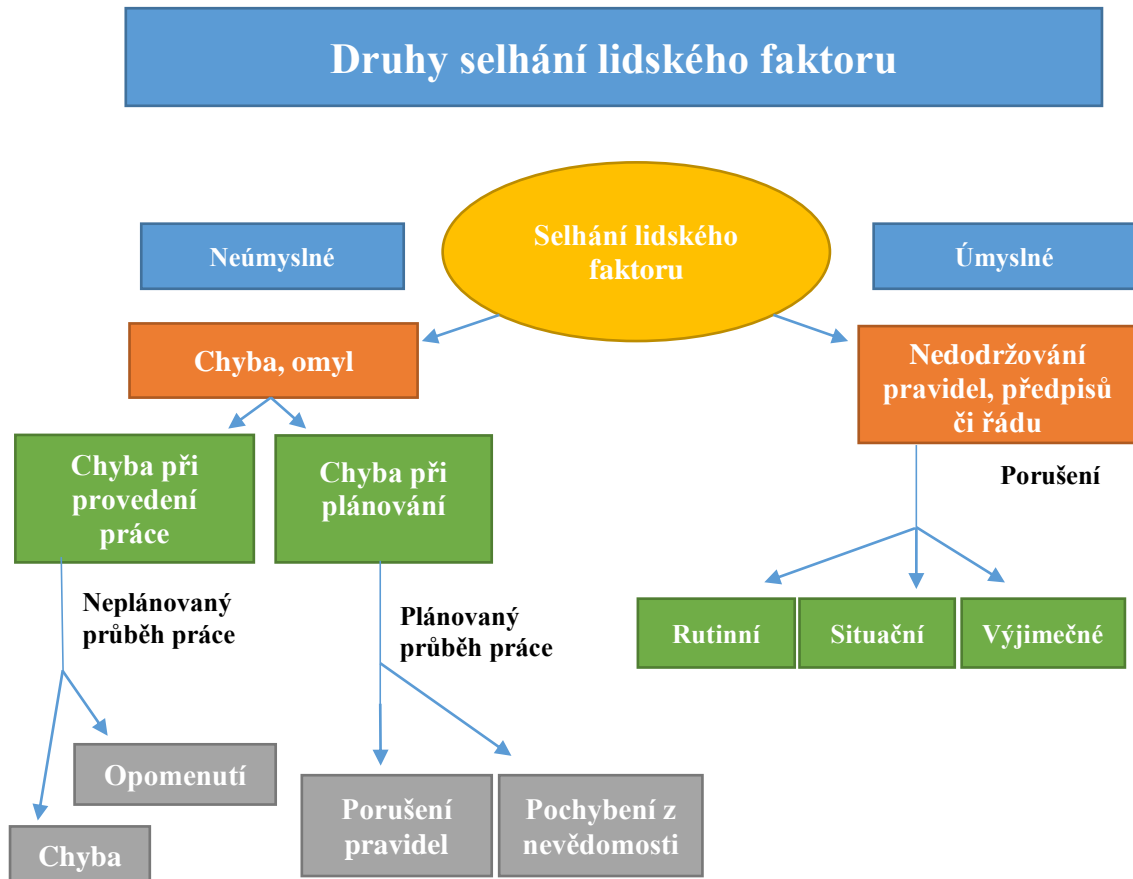 Druhy selhání lidského faktoru
Selhání lidského
faktoru
Neúmyslné
Úmyslné
Chyba, omyl
Nedodržování
pravidel, předpisů
či řádu
Chyba při
provedení
práce
Chyba při
plánování
Porušení
Neplánovaný
průběh práce
Plánovaný
průběh práce
Rutinní
Situační
Výjimečné
Opomenutí
Chyba
Porušení
pravidel
Pochybení z
nevědomosti